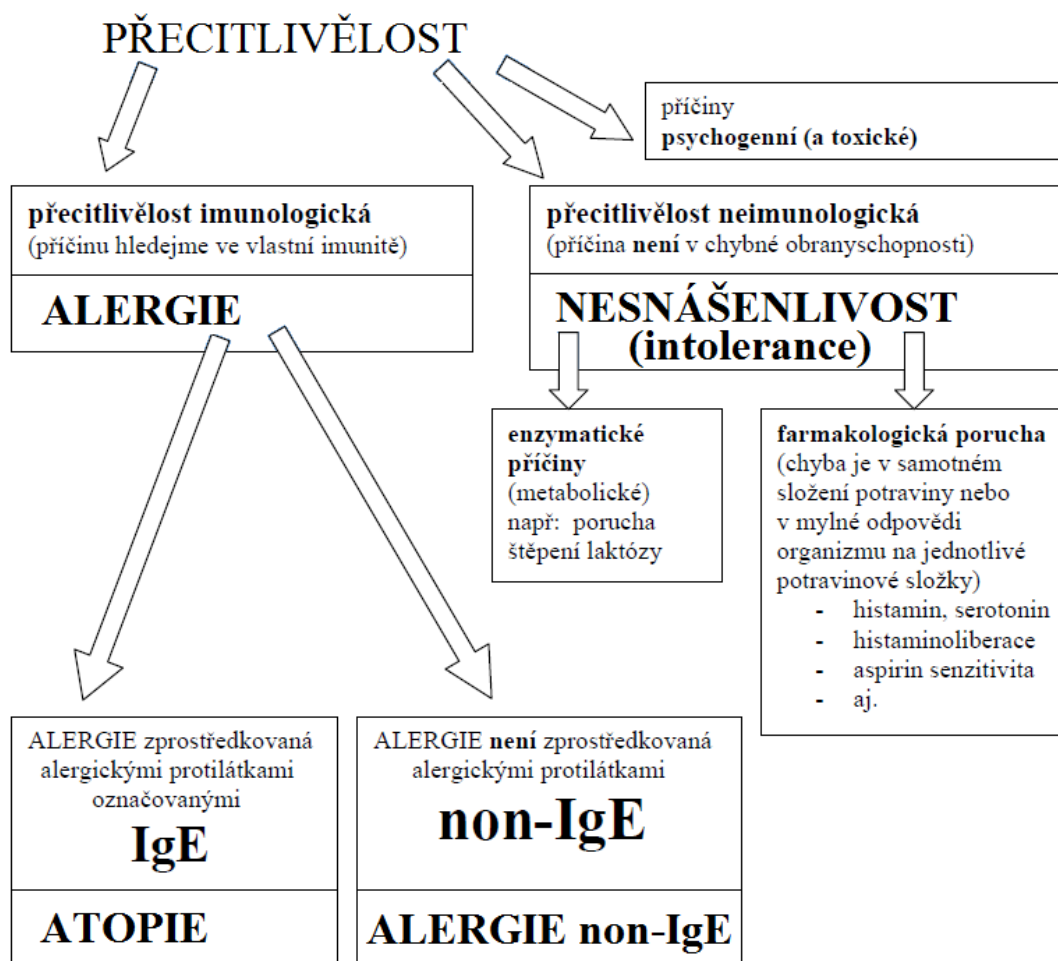 PŘECITLIVĚLOST
příčiny
psychogenní (a toxické)
přecitlivělost imunologická
(příčinu hledejme ve vlastní imunitě)
ALERGIE
přecitlivělost neimunologická
(příčina není v chybné obranyschopnosti)
NESNÁŠENLIVOST
(intolerance)
enzymatické
příčiny
(metabolické)
např:  porucha
štěpení laktózy
farmakologická porucha
(chyba je v samotném
složení potraviny nebo
v mylné odpovědi
organizmu na jednotlivé
potravinové složky)
- histamin, serotonin
- histaminoliberace
- aspirin senzitivita
- aj.
ALERGIE zprostředkovaná
alergickými protilátkami
označovanými
IgE
ATOPIE
ALERGIE není zprostředkovaná
alergickými protilátkami
non-IgE
ALERGIE non-IgE